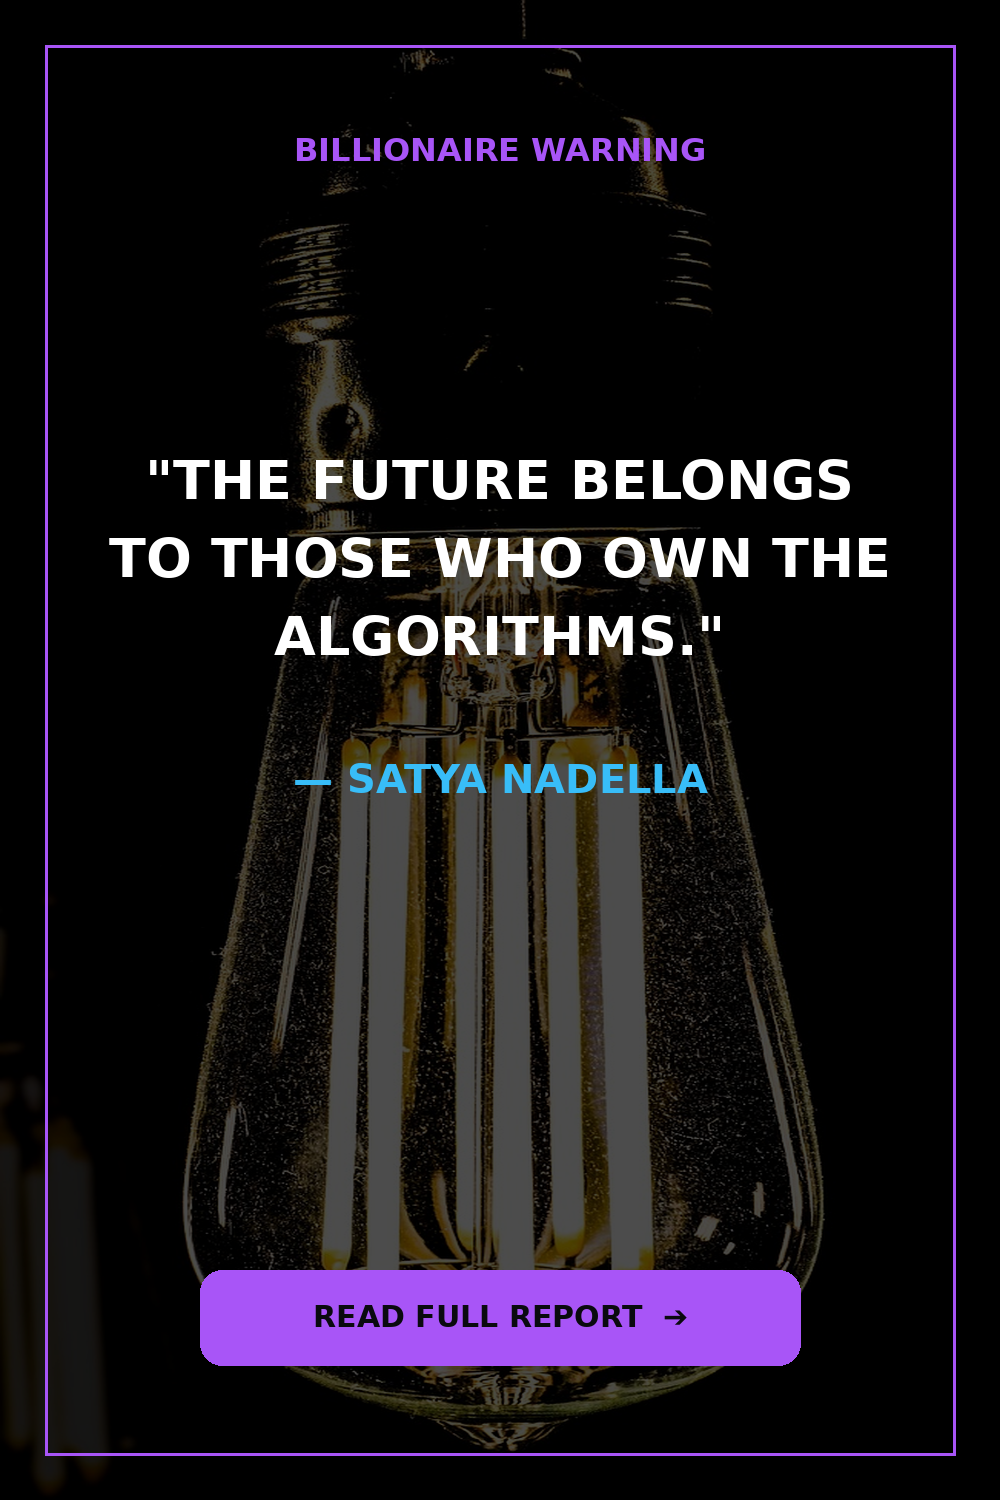 BILLIONAIRE WARNING
"THE FUTURE BELONGS
TO THOSE WHO OWN THE
ALGORITHMS."
— SATYA NADELLA
READ FULL REPORT ➔